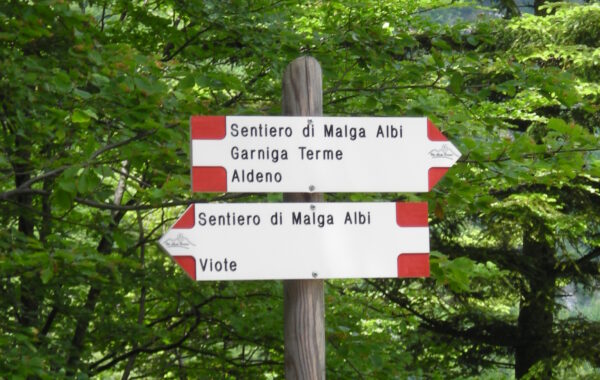 Sentiero di Malga Albi
Garniga Terme
Aldeno
Sentiero di Malga Albi
Viote